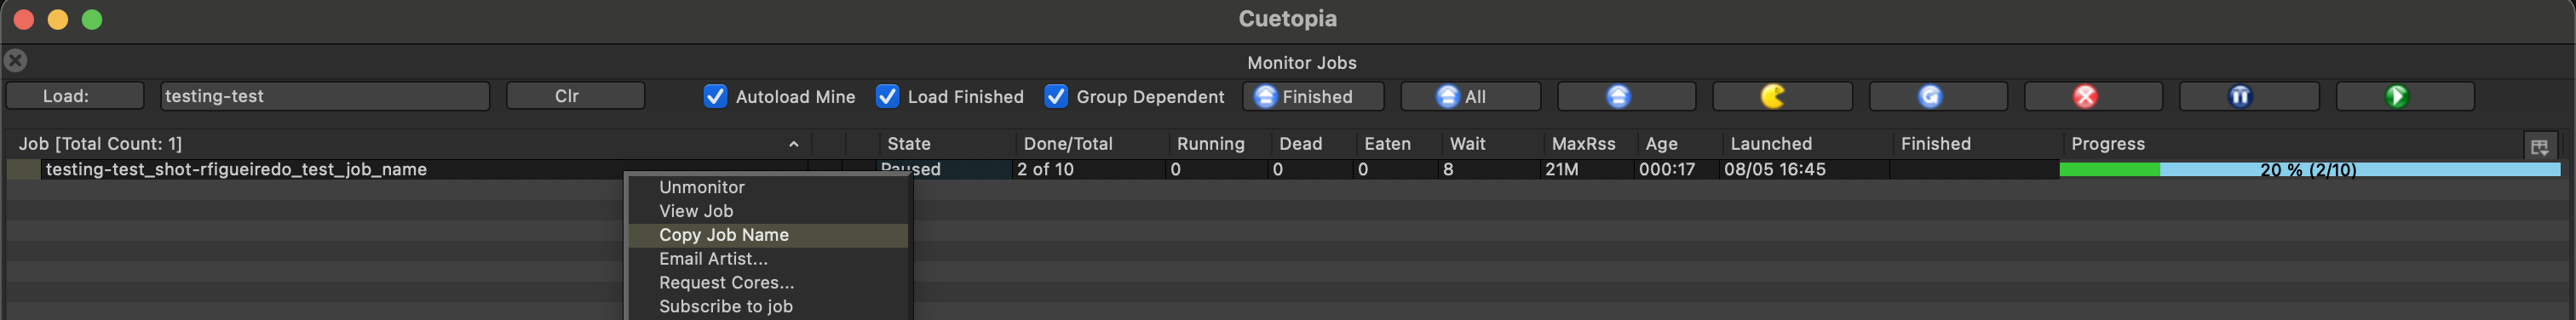 Cuetopia
Monitor Jobs
Load: testing-test Clr Autoload Mine Load Finished Group Dependent Finished All
Job [Total Count: 1] State Done/Total Running Dead Eaten Wait MaxRss Age Launched Finished Progress
testing-test_shot-rfigueiredo_test_job_name Paused 2 of 10 0 0 0 8 21M 000:17 08/05 16:45 20 % (2/10)
Unmonitor
View Job
Copy Job Name
Email Artist...
Request Cores...
Subscribe to job